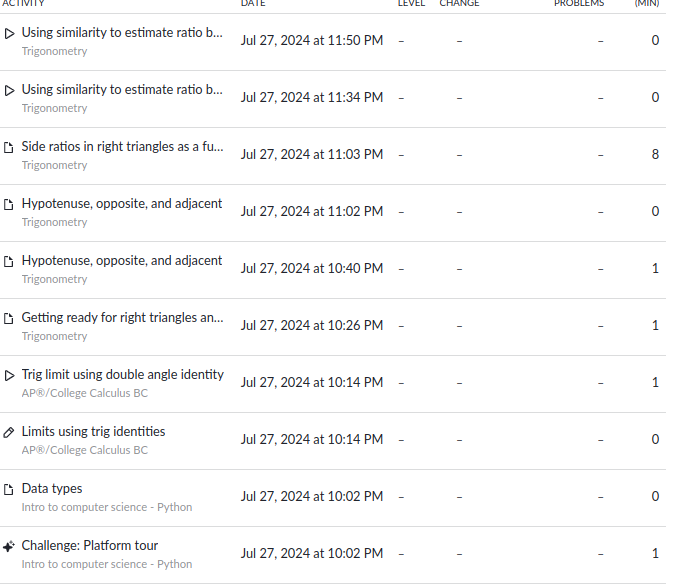 ACTIVITY DATE LEVEL CHANGE PROBLEMS (MIN)
Using similarity to estimate ratio b... Jul 27, 2024 at 11:50 PM – – – 0
Trigonometry
Using similarity to estimate ratio b... Jul 27, 2024 at 11:34 PM – – – 0
Trigonometry
Side ratios in right triangles as a fu... Jul 27, 2024 at 11:03 PM – – – 8
Trigonometry
Hypotenuse, opposite, and adjacent Jul 27, 2024 at 11:02 PM – – – 0
Trigonometry
Hypotenuse, opposite, and adjacent Jul 27, 2024 at 10:40 PM – – – 1
Trigonometry
Getting ready for right triangles an... Jul 27, 2024 at 10:26 PM – – – 1
Trigonometry
Trig limit using double angle identity Jul 27, 2024 at 10:14 PM – – – 1
AP®/College Calculus BC
Limits using trig identities Jul 27, 2024 at 10:14 PM – – – 0
AP®/College Calculus BC
Data types Jul 27, 2024 at 10:02 PM – – – 0
Intro to computer science - Python
Challenge: Platform tour Jul 27, 2024 at 10:02 PM – – – 1
Intro to computer science - Python